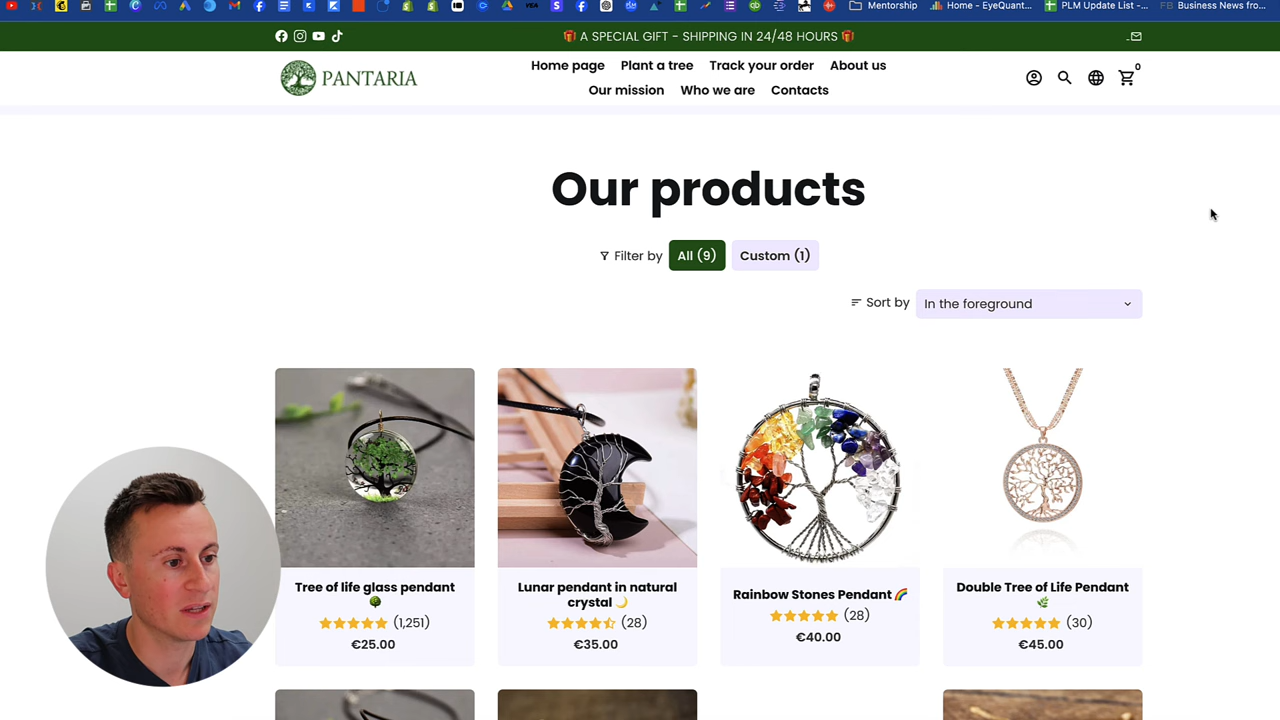 Mentorship
Home - EyeQuant...
PLM Update List -...
FB Business News fro...
🎁 A SPECIAL GIFT - SHIPPING IN 24/48 HOURS 🎁
PANTARIA
Home page Plant a tree Track your order About us
Our mission Who we are Contacts
0
Our products
Filter by All (9) Custom (1)
Sort by In the foreground
Tree of life glass pendant
🌳
(1,251)
€25.00
Lunar pendant in natural
crystal 🌙
(28)
€35.00
Rainbow Stones Pendant 🌈
(28)
€40.00
Double Tree of Life Pendant
🌿
(30)
€45.00